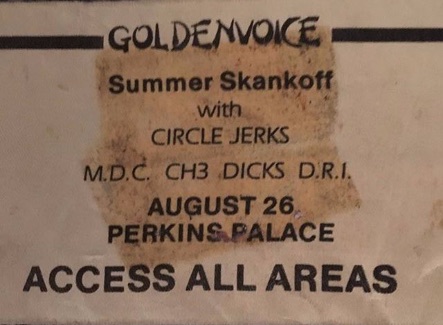 GOLDENVOICE
Summer Skankoff
with
CIRCLE JERKS
M.D.C. CH3 DICKS D.R.I.
AUGUST 26
PERKINS PALACE
ACCESS ALL AREAS